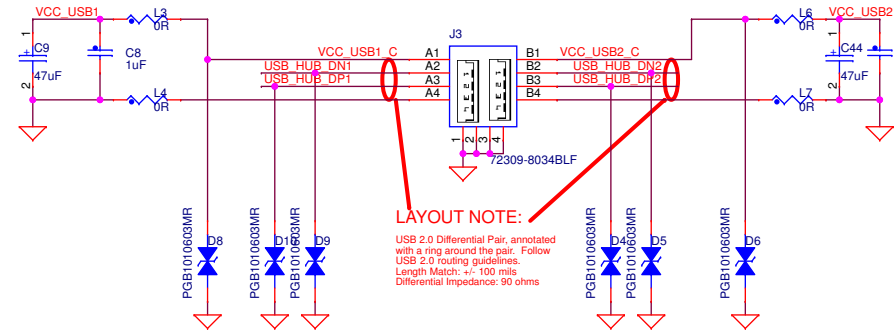 VCC_USB1
L3
0R
J3
L6
0R
VCC_USB2
1
C9
+
47uF
2
C8
1uF
VCC_USB1_C
USB_HUB_DN1
USB_HUB_DP1
A1
A2
A3
A4
B1
B2
B3
B4
VCC_USB2_C
USB_HUB_DN2
USB_HUB_DP2
1
+
C44
47uF
2
L4
0R
L7
0R
1
2
3
4
72309-8034BLF
LAYOUT NOTE:
USB 2.0 Differential Pair, annotated
with a ring around the pair. Follow
USB 2.0 routing guidelines.
Length Match: +/- 100 mils
Differential Impedance: 90 ohms
PGB1010603MR
D8
PGB1010603MR
D10
PGB1010603MR
D9
PGB1010603MR
D4
PGB1010603MR
D5
PGB1010603MR
D6